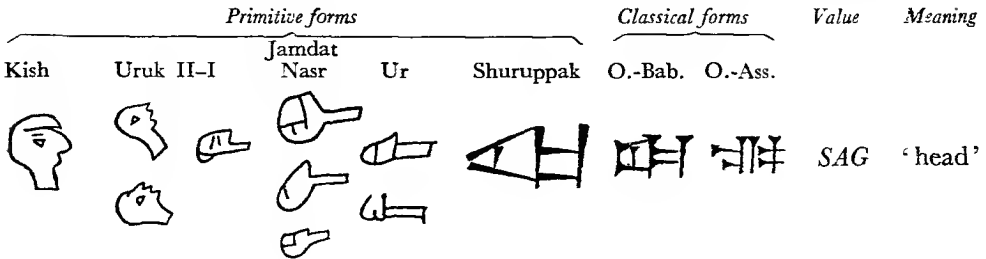 Primitive forms Classical forms Value Meaning
Kish Uruk II–I Jamdat Nasr Ur Shuruppak O.-Bab. O.-Ass.
SAG ‘head’